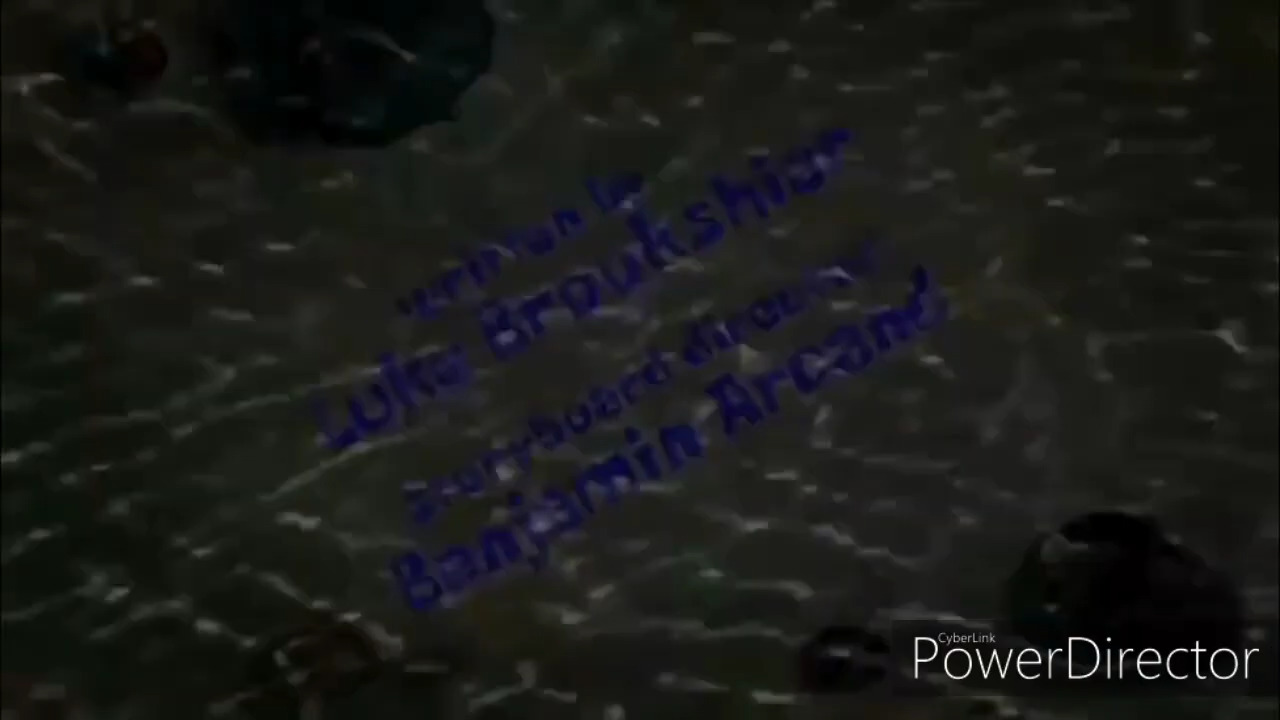 written by
Luke Brookshier
storyboard director
Benjamin Arcand
CyberLink
PowerDirector